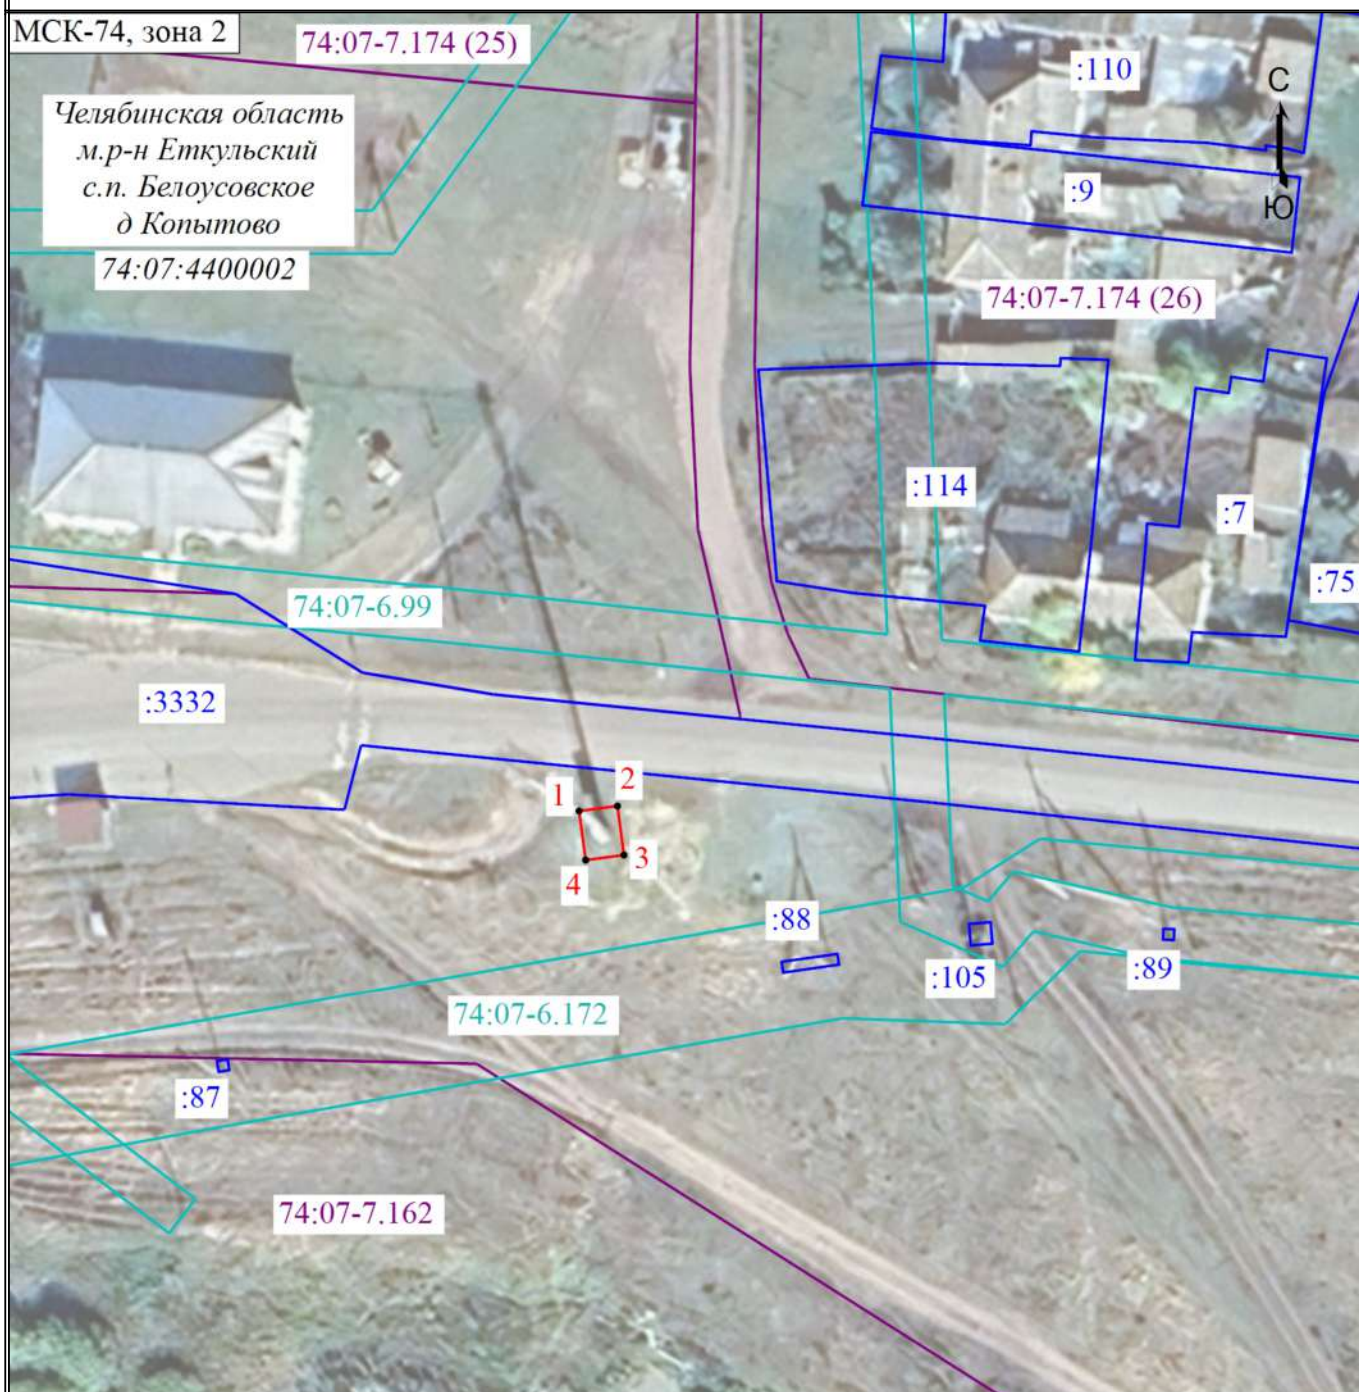 МСК-74, зона 2
74:07-7.174 (25)
:110
С
Челябинская область
м.р-н Еткульский
с.п. Белоусовское
д Копытово
:9
Ю
74:07:4400002
74:07-7.174 (26)
:114
:7
:75
74:07-6.99
:3332
1
2
3
4
:88
:105
:89
74:07-6.172
:87
74:07-7.162